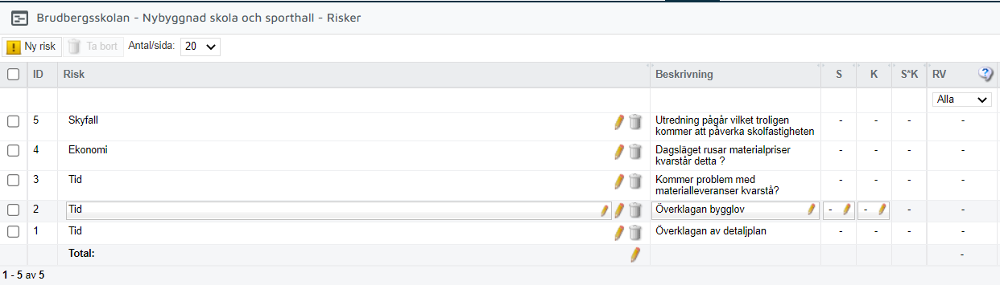 Brudbergsskolan - Nybyggnad skola och sporthall - Risker
Ny risk Ta bort Antal/sida: 20
ID Risk Beskrivning S K S*K RV
Alla
5 Skyfall Utredning pågår vilket troligen - - - -
kommer att påverka skolfastigheten
4 Ekonomi Dagsläget rusar materialpriser - - - -
kvarstår detta ?
3 Tid Kommer problem med - - - -
materialleveranser kvarstå?
2 Tid Överklagan bygglov - - - -
1 Tid Överklagan av detaljplan - - - -
Total: -
1 - 5 av 5